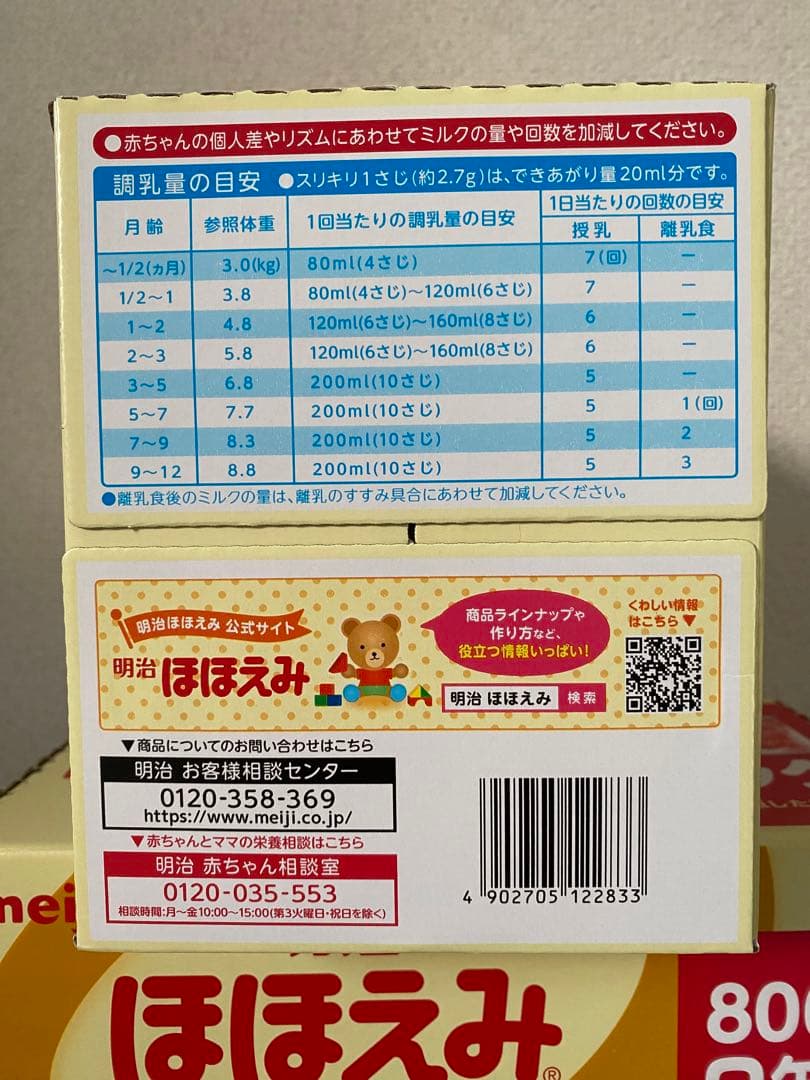 ●赤ちゃんの個人差やリズムにあわせてミルクの量や回数を加減してください。
調乳量の目安 ●スリキリ1さじ(約2.7g)は、できあがり量20ml分です。
月齢 参照体重 1回当たりの調乳量の目安 1日当たりの回数の目安
授乳 離乳食
～1/2(ヵ月) 3.0(kg) 80ml(4さじ) 7(回) －
1/2～1 3.8 80ml(4さじ)～120ml(6さじ) 7 －
1～2 4.8 120ml(6さじ)～160ml(8さじ) 6 －
2～3 5.8 120ml(6さじ)～160ml(8さじ) 6 －
3～5 6.8 200ml(10さじ) 5 －
5～7 7.7 200ml(10さじ) 5 1(回)
7～9 8.3 200ml(10さじ) 5 2
9～12 8.8 200ml(10さじ) 5 3
●離乳食後のミルクの量は、離乳のすすみ具合にあわせて加減してください。
明治ほほえみ 公式サイト
明治 ほほえみ
商品ラインナップや
作り方など、
役立つ情報いっぱい!
明治 ほほえみ 検索
くわしい情報
はこちら▼
▼商品についてのお問い合わせはこちら
明治 お客様相談センター
0120-358-369
https://www.meiji.co.jp/
▼赤ちゃんとママの栄養相談はこちら
明治 赤ちゃん相談室
0120-035-553
相談時間:月～金10:00～15:00(第3火曜日・祝日を除く)
4 902705 122833
mei
ほほえみ®
800